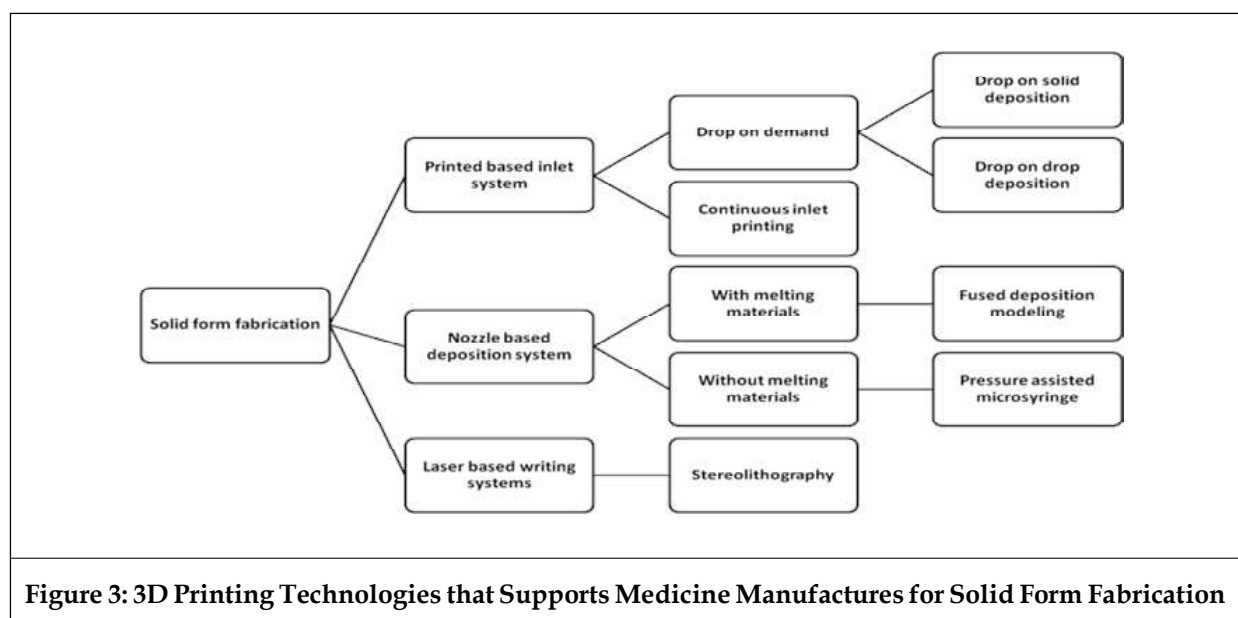 Drop on solid
deposition
Drop on demand
Printed based inlet
system
Drop on drop
deposition
Continuous inlet
printing
With melting
materials
Fused deposition
modeling
Solid form fabrication
Nozzle based
deposition system
Without melting
materials
Pressure assisted
microsyringe
Laser based writing
systems
Stereolithography
Figure 3: 3D Printing Technologies that Supports Medicine Manufactures for Solid Form Fabrication